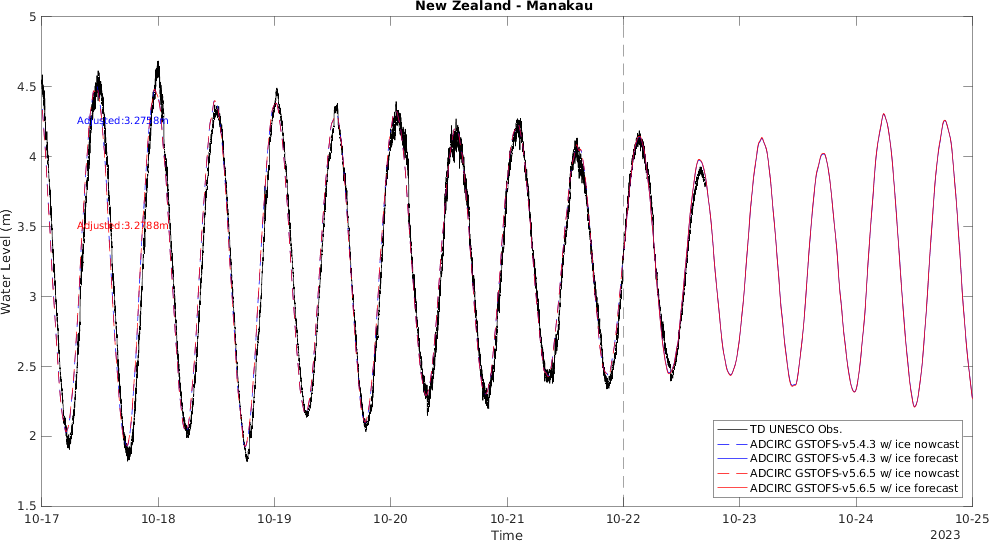 New Zealand - Manakau
5
4.5
4
3.5
3
2.5
2
1.5
Water Level (m)
Adjusted:3.2758m
Adjusted:3.2788m
TD UNESCO Obs.
ADCIRC GSTOFS-v5.4.3 w/ ice nowcast
ADCIRC GSTOFS-v5.4.3 w/ ice forecast
ADCIRC GSTOFS-v5.6.5 w/ ice nowcast
ADCIRC GSTOFS-v5.6.5 w/ ice forecast
10-17 10-18 10-19 10-20 10-21 10-22 10-23 10-24 10-25
Time
2023